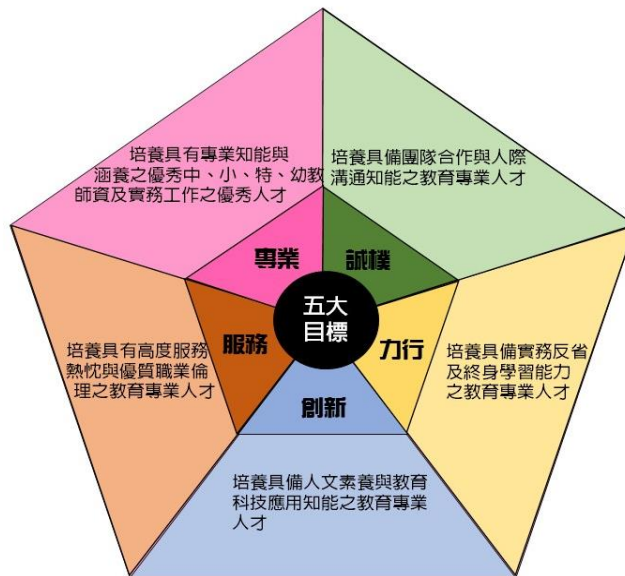 培養具有專業知能與
涵養之優秀中、小、特、幼教
師資及實務工作之優秀人才
培養具備團隊合作與人際
溝通知能之教育專業人才
專業
誠樸
五大
目標
服務
力行
創新
培養具有高度服務
熱忱與優質職業倫
理之教育專業人才
培養具備實務反省
及終身學習能力
之教育專業人才
培養具備人文素養與教育
科技應用知能之教育專業
人才